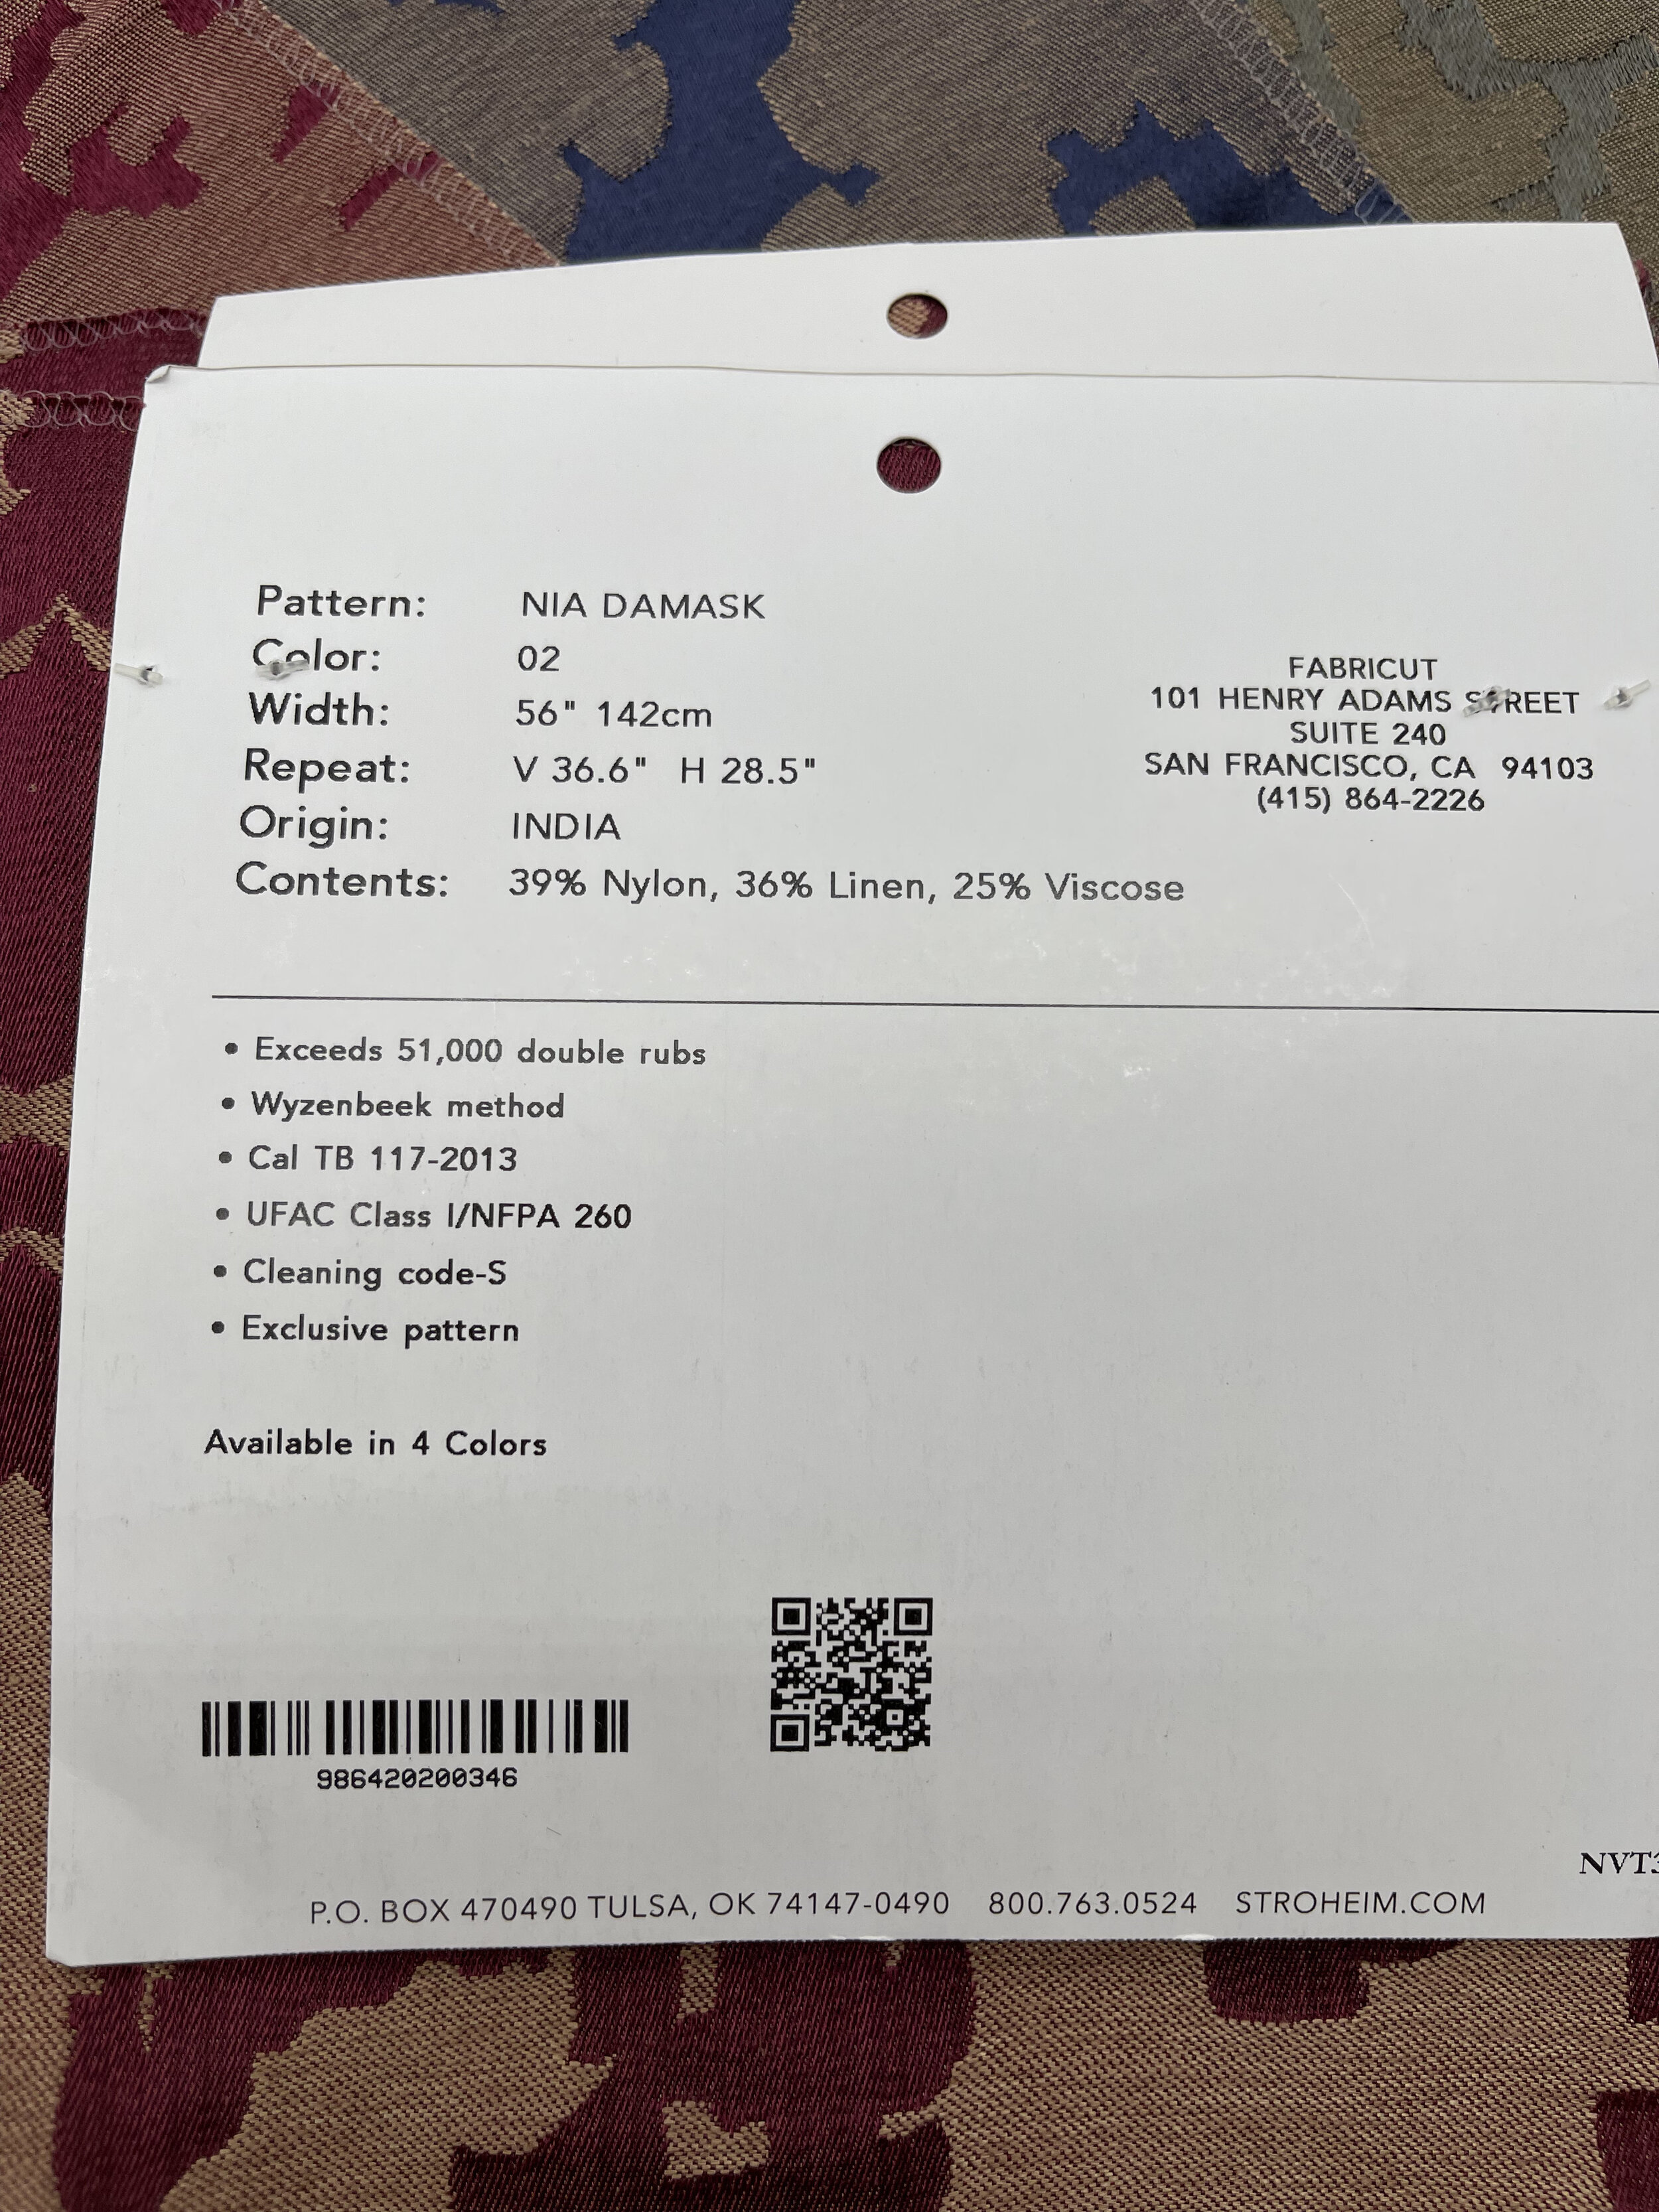 Pattern: NIA DAMASK
Color: 02
Width: 56" 142cm
Repeat: V 36.6" H 28.5"
Origin: INDIA
Contents: 39% Nylon, 36% Linen, 25% Viscose
FABRICUT
101 HENRY ADAMS STREET
SUITE 240
SAN FRANCISCO, CA 94103
(415) 864-2226
• Exceeds 51,000 double rubs
• Wyzenbeek method
• Cal TB 117-2013
• UFAC Class I/NFPA 260
• Cleaning code-S
• Exclusive pattern
Available in 4 Colors
986420200346
P.O. BOX 470490 TULSA, OK 74147-0490 800.763.0524 STROHEIM.COM